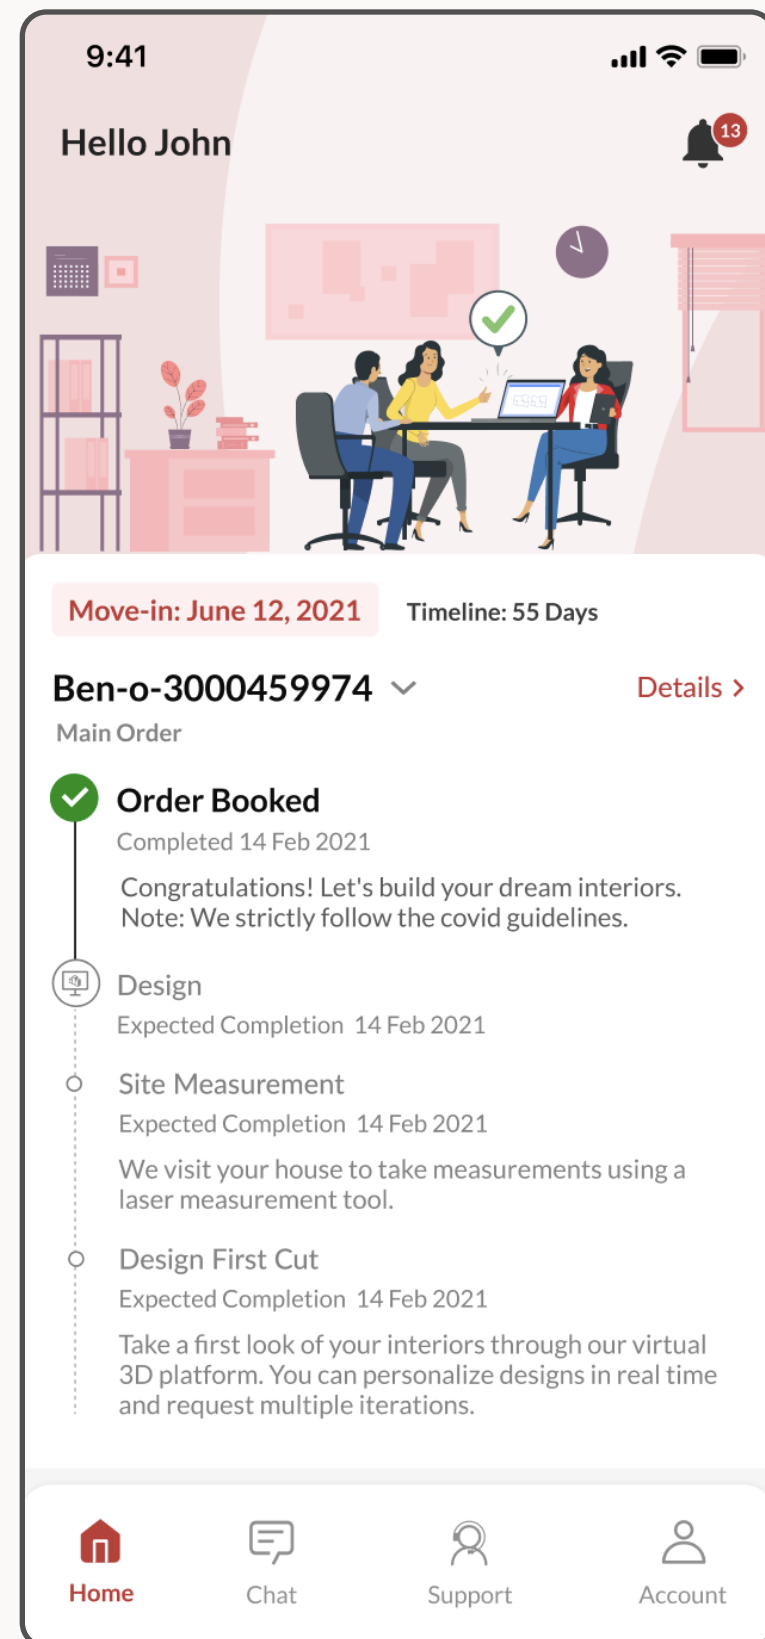 9:41
Hello John
13
Move-in: June 12, 2021
Timeline: 55 Days
Ben-o-3000459974
Details >
Main Order
Order Booked
Completed 14 Feb 2021
Congratulations! Let's build your dream interiors.
Note: We strictly follow the covid guidelines.
Design
Expected Completion 14 Feb 2021
Site Measurement
Expected Completion 14 Feb 2021
We visit your house to take measurements using a
laser measurement tool.
Design First Cut
Expected Completion 14 Feb 2021
Take a first look of your interiors through our virtual
3D platform. You can personalize designs in real time
and request multiple iterations.
Home
Chat
Support
Account